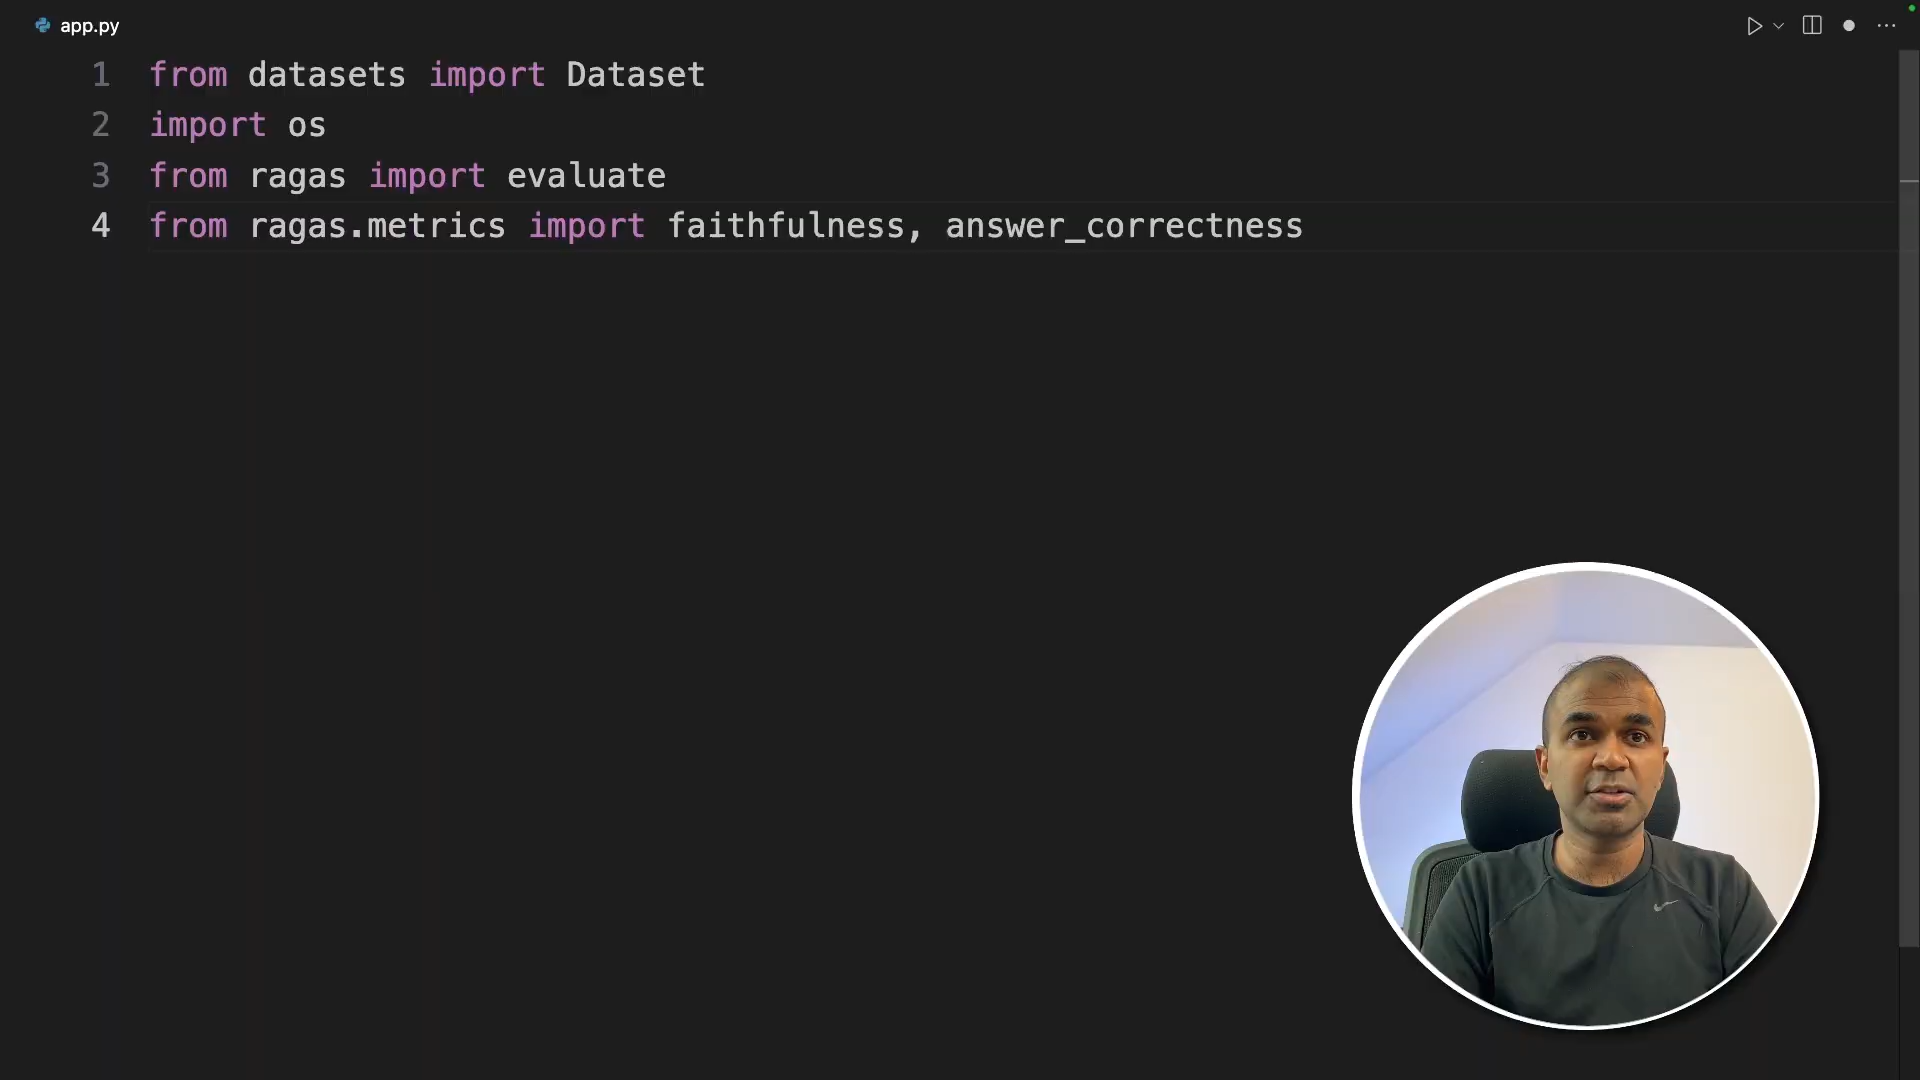 app.py
1 from datasets import Dataset
2 import os
3 from ragas import evaluate
4 from ragas.metrics import faithfulness, answer_correctness